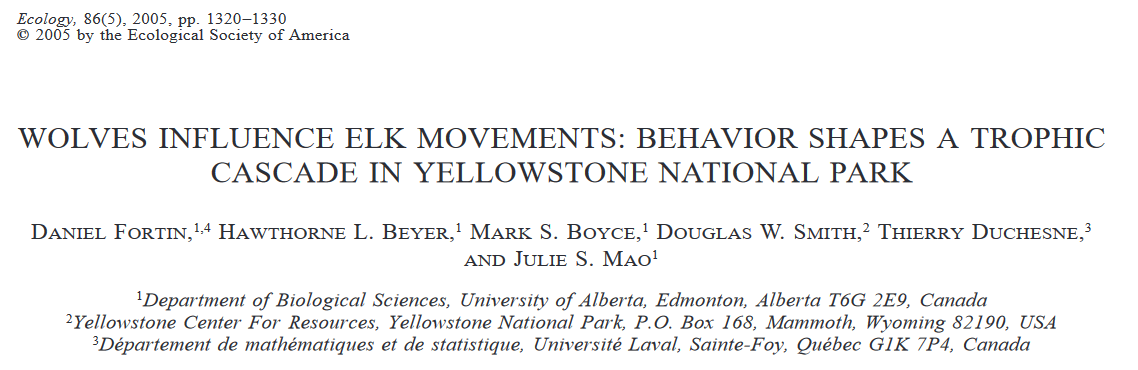 Ecology, 86(5), 2005, pp. 1320–1330
© 2005 by the Ecological Society of America
WOLVES INFLUENCE ELK MOVEMENTS: BEHAVIOR SHAPES A TROPHIC
CASCADE IN YELLOWSTONE NATIONAL PARK
DANIEL FORTIN,1,4 HAWTHORNE L. BEYER,1 MARK S. BOYCE,1 DOUGLAS W. SMITH,2 THIERRY DUCHESNE,3
AND JULIE S. MAO1
1Department of Biological Sciences, University of Alberta, Edmonton, Alberta T6G 2E9, Canada
2Yellowstone Center For Resources, Yellowstone National Park, P.O. Box 168, Mammoth, Wyoming 82190, USA
3Département de mathématiques et de statistique, Université Laval, Sainte-Foy, Québec G1K 7P4, Canada